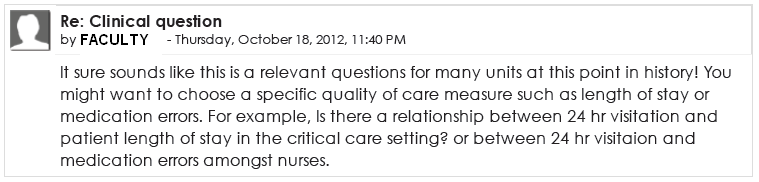 Re: Clinical question
by FACULTY - Thursday, October 18, 2012, 11:40 PM
It sure sounds like this is a relevant questions for many units at this point in history! You
might want to choose a specific quality of care measure such as length of stay or
medication errors. For example, Is there a relationship between 24 hr visitation and
patient length of stay in the critical care setting? or between 24 hr visitaion and
medication errors amongst nurses.